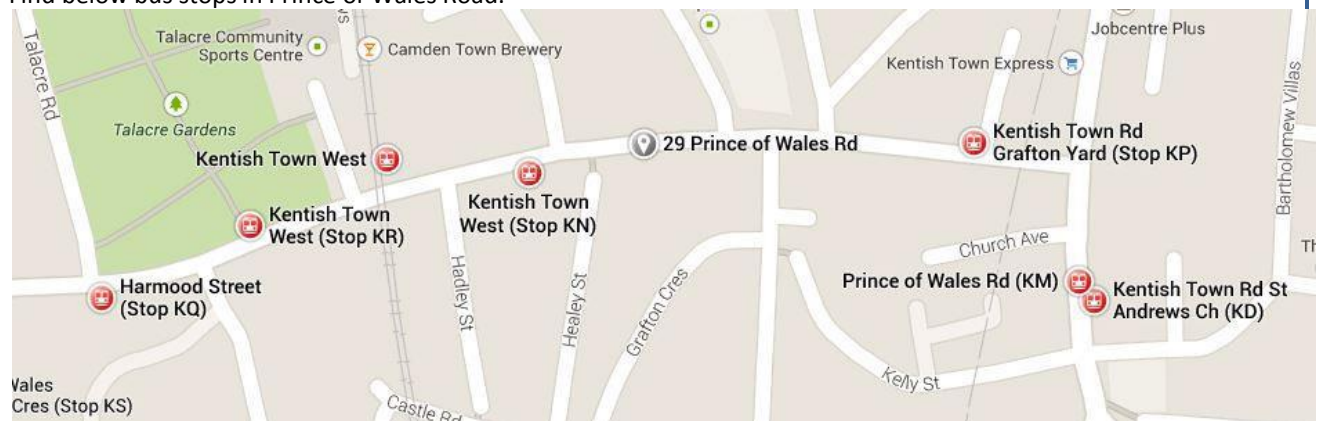 Find below bus stops in Prince of Wales Road.
Talacre Rd
Talacre Community
Sports Centre
Camden Town Brewery
Jobcentre Plus
Kentish Town Express
Bartholomew Villas
Talacre Gardens
Kentish Town West
29 Prince of Wales Rd
Kentish Town Rd
Grafton Yard (Stop KP)
Kentish Town
West (Stop KN)
Kentish Town
West (Stop KR)
Church Ave
Harmood Street
(Stop KQ)
Hadley St
Healey St
Grafton Cres
Prince of Wales Rd (KM)
Kentish Town Rd St
Andrews Ch (KD)
Kelly St
Cres (Stop KS)
Castle Rd